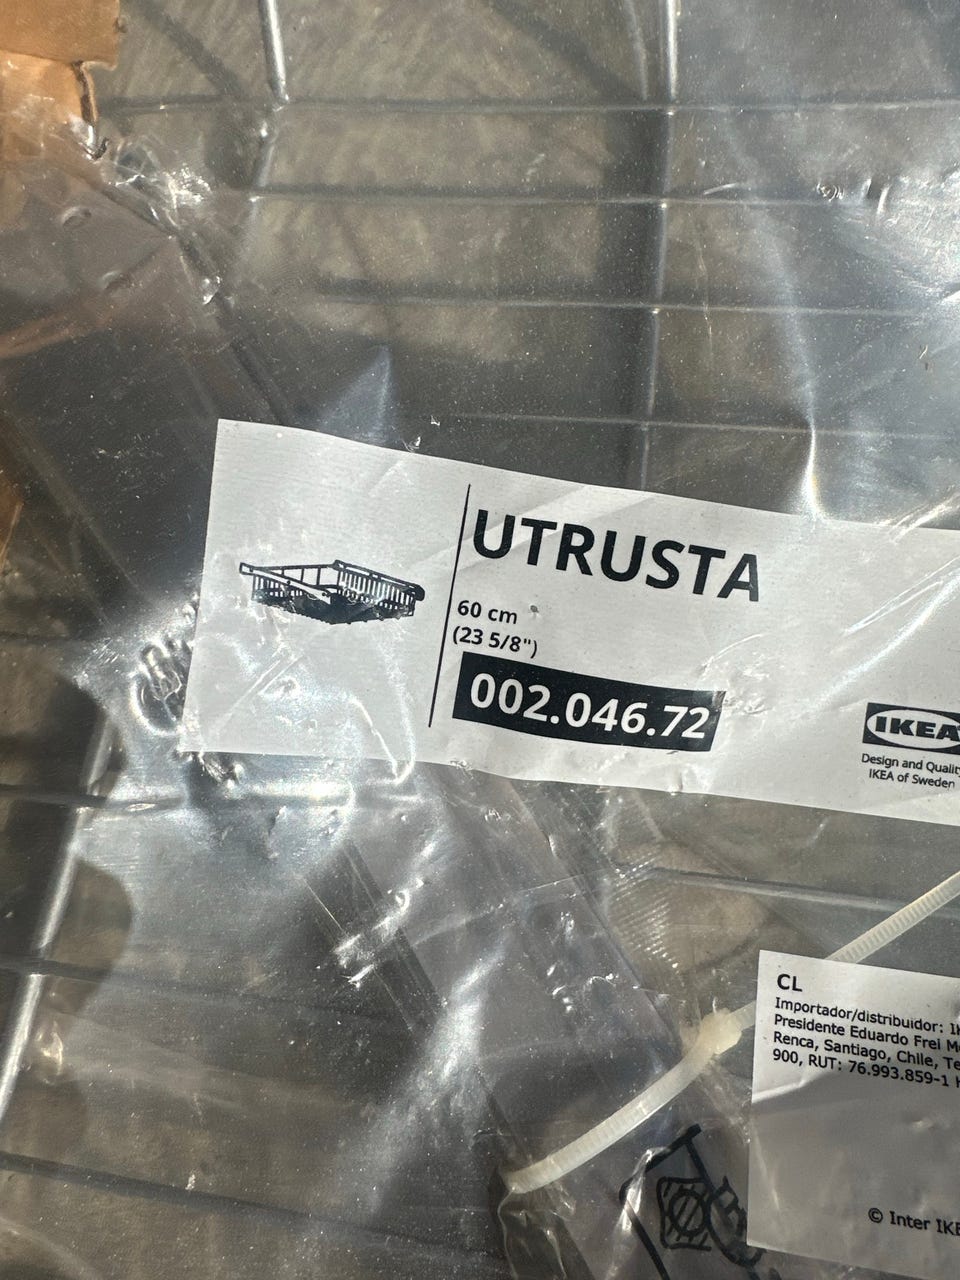 UTRUSTA
60 cm
(23 5/8")
002.046.72
IKEA
Design and Quality
IKEA of Sweden
CL
Importador/distribuidor:
Presidente Eduardo Frei
Renca, Santiago, Chile,
900, RUT: 76.993.859-1
© Inter